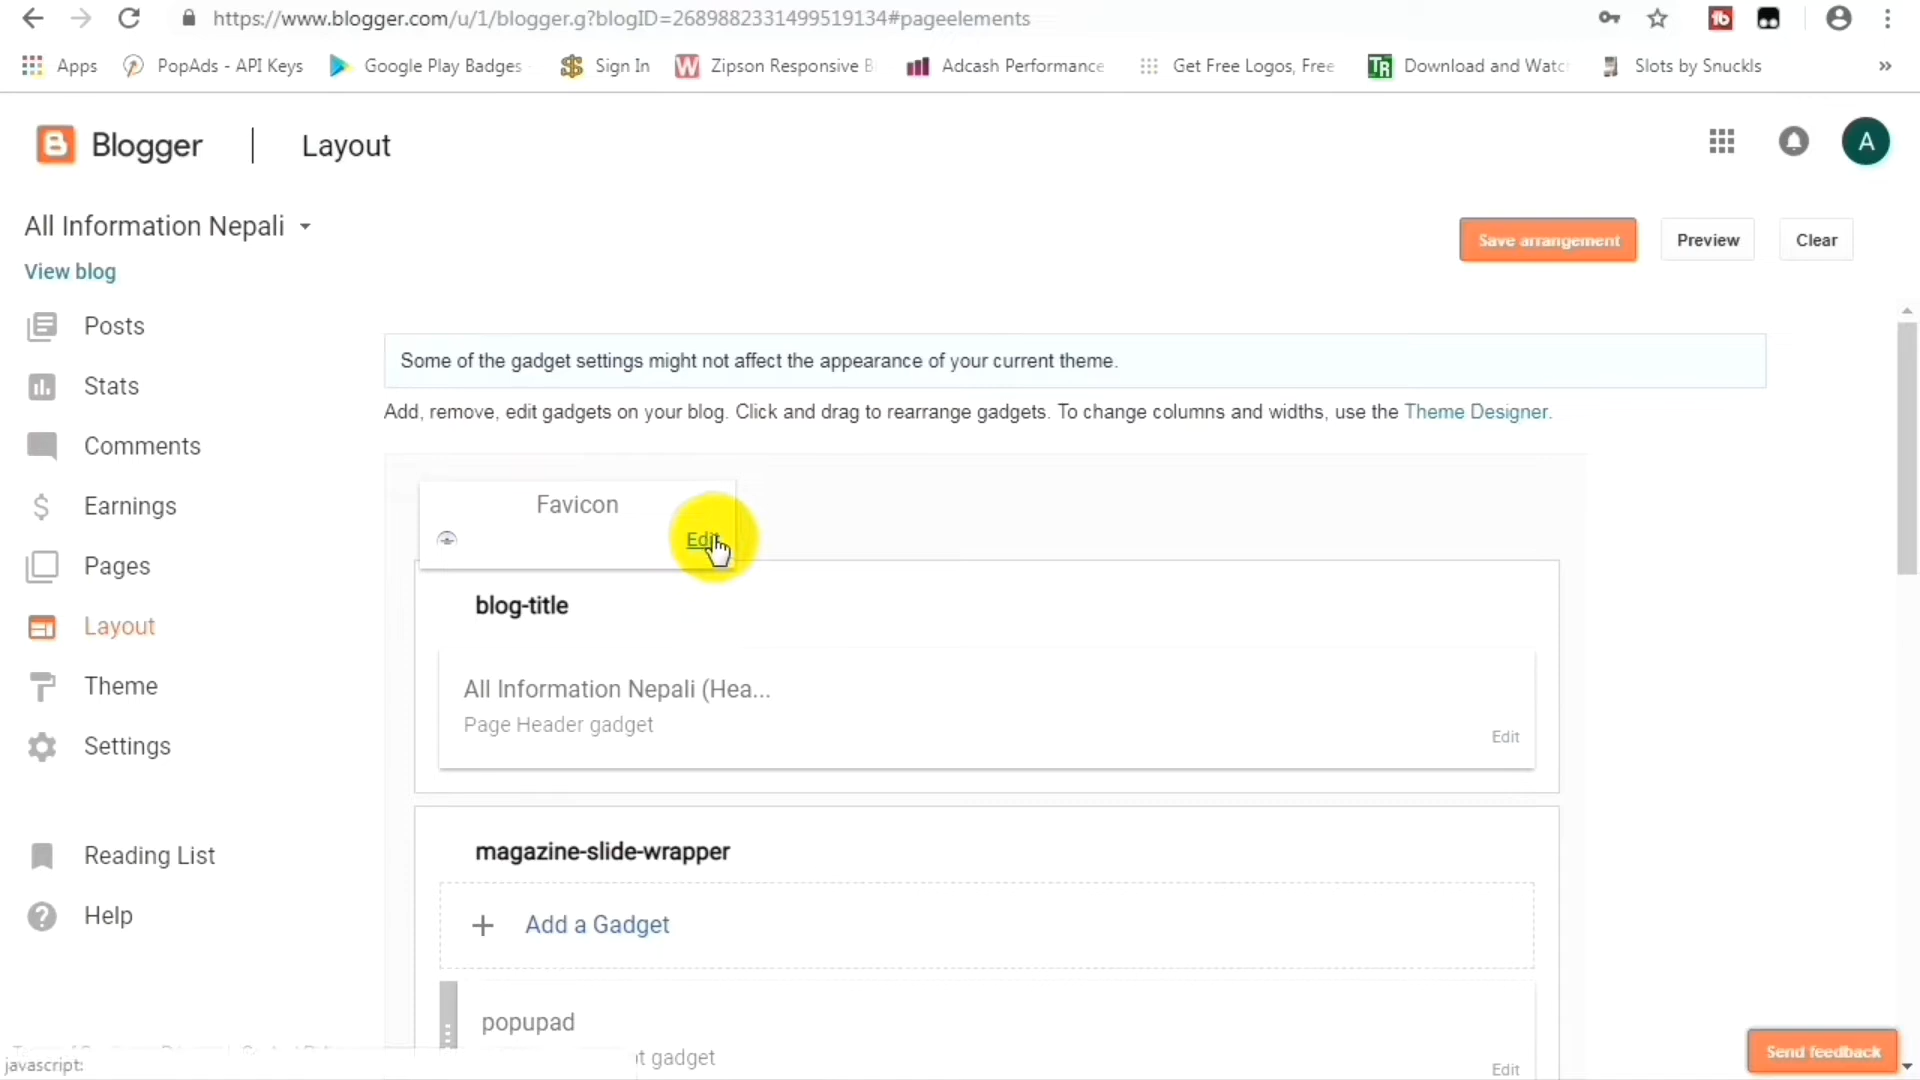 https://www.blogger.com/u/1/blogger.g?blogID=2689882331499519134#pageelements
Apps PopAds - API Keys Google Play Badges Sign In Zipson Responsive B Adcash Performance Get Free Logos, Free Download and Watc Slots by Snuckls »
Blogger | Layout A
All Information Nepali
Save arrangement Preview Clear
View blog
Posts
Stats
Comments
Earnings
Pages
Layout
Theme
Settings
Reading List
Help
Some of the gadget settings might not affect the appearance of your current theme.
Add, remove, edit gadgets on your blog. Click and drag to rearrange gadgets. To change columns and widths, use the Theme Designer.
Favicon
Edit
blog-title
All Information Nepali (Hea...
Page Header gadget
Edit
magazine-slide-wrapper
+ Add a Gadget
popupad
t gadget
Edit
Send feedback
javascript: